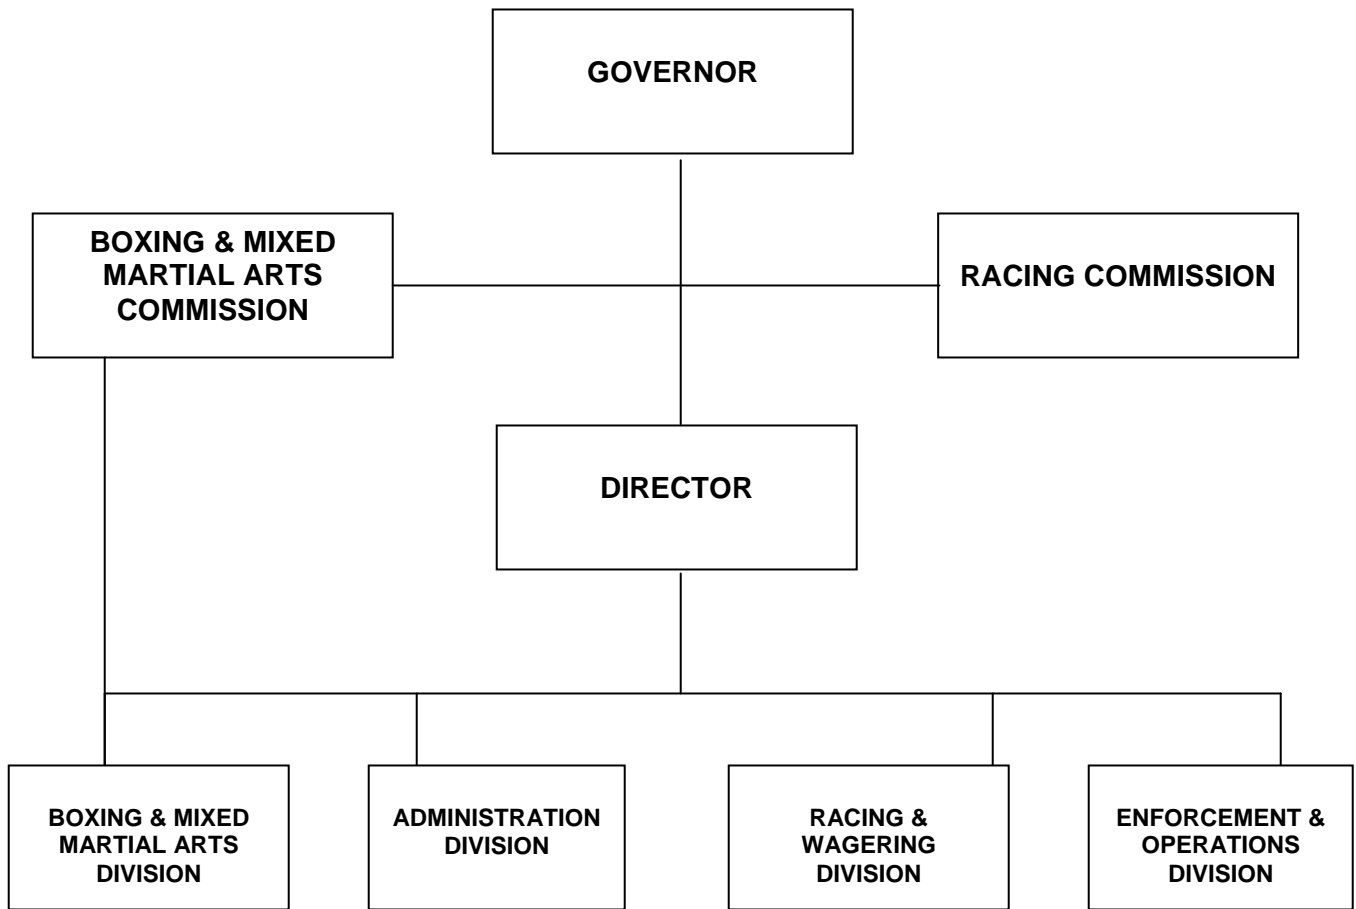 GOVERNOR
BOXING & MIXED
MARTIAL ARTS
COMMISSION
RACING COMMISSION
DIRECTOR
BOXING & MIXED
MARTIAL ARTS
DIVISION
ADMINISTRATION
DIVISION
RACING &
WAGERING
DIVISION
ENFORCEMENT &
OPERATIONS
DIVISION